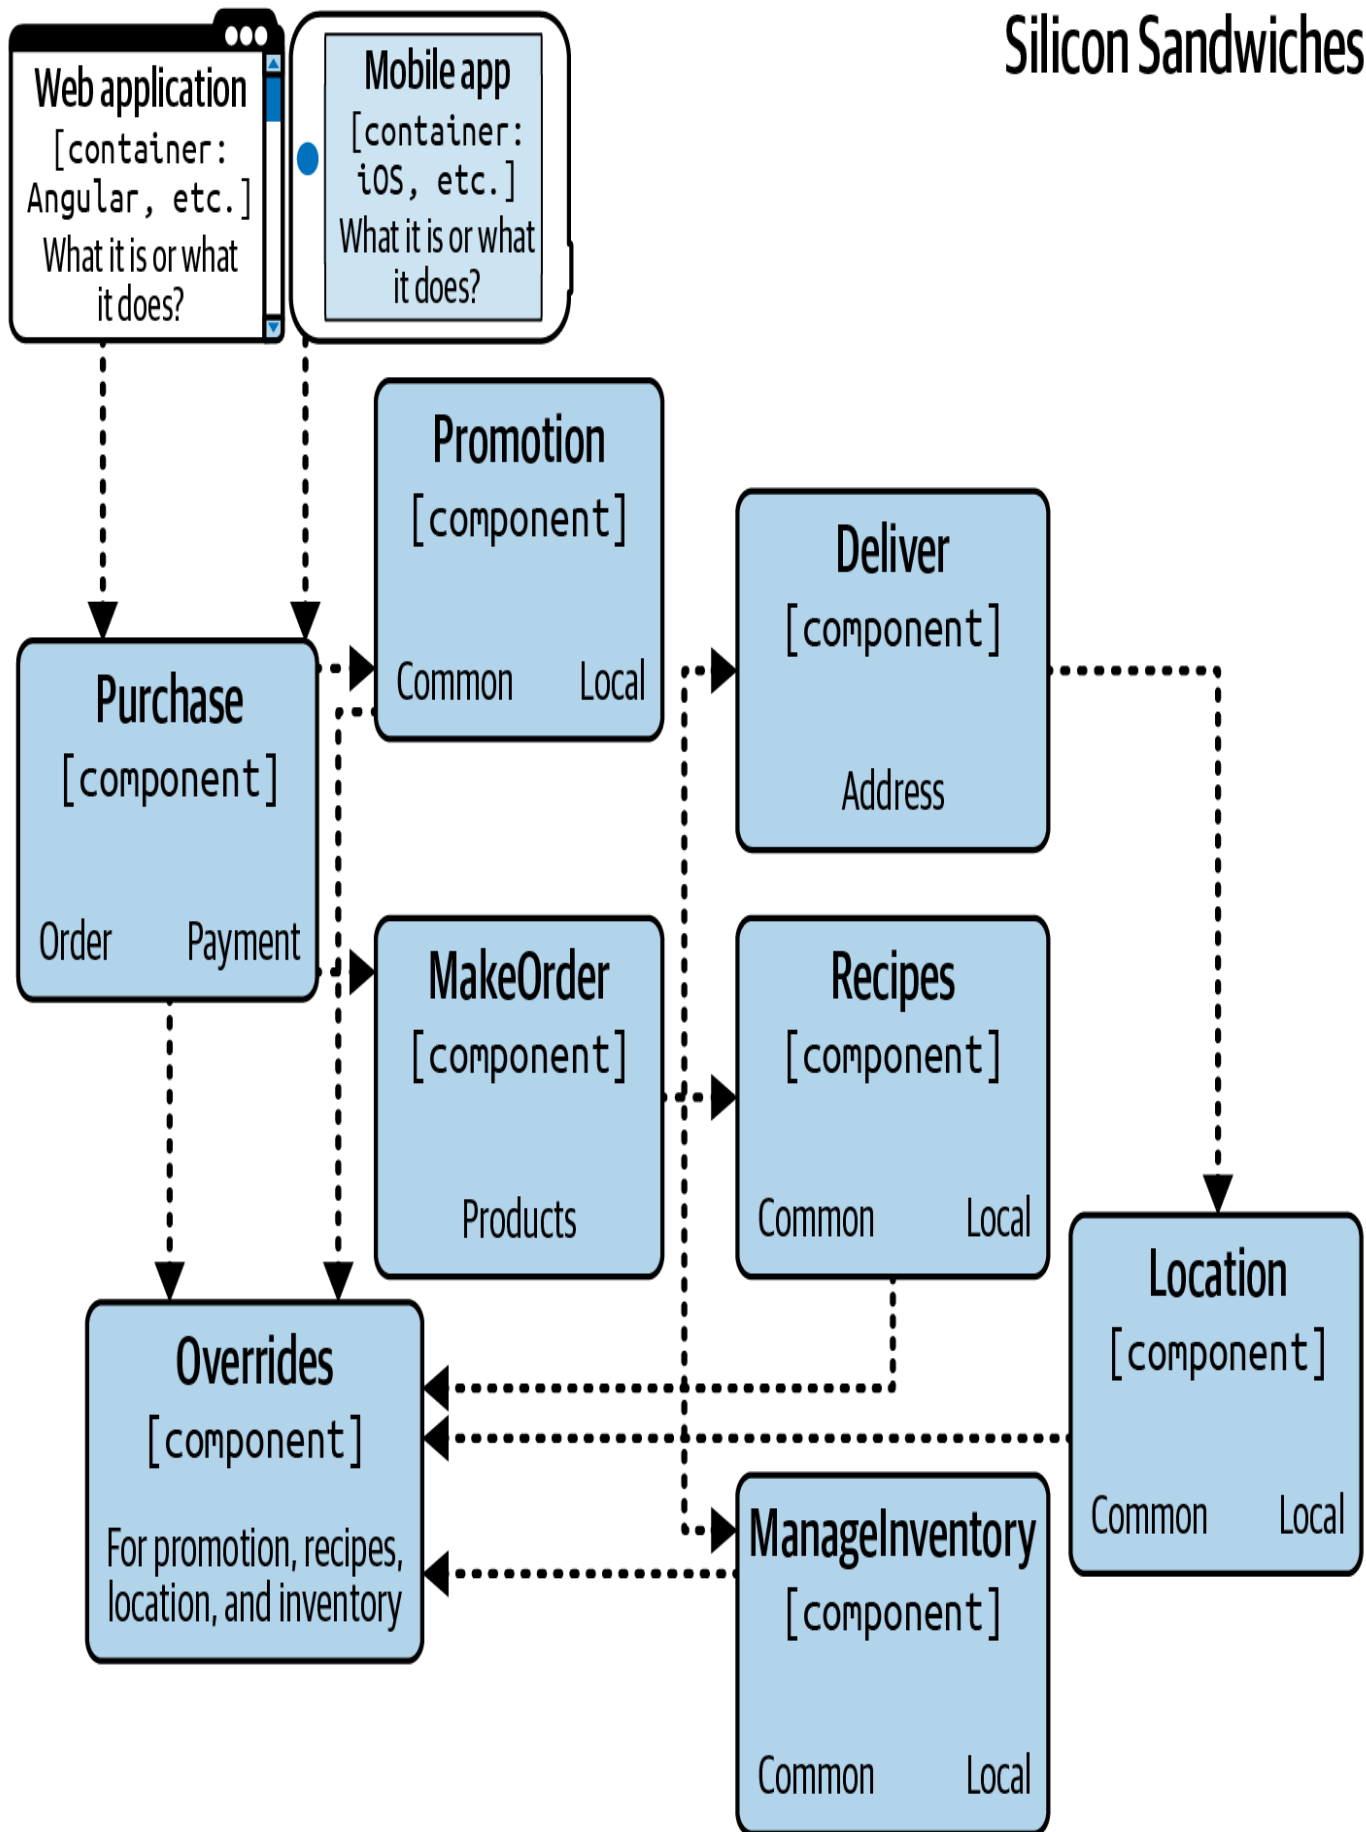 Silicon Sandwiches
Web application
[container:
Angular, etc.]
What it is or what
it does?
Mobile app
[container:
iOS, etc.]
What it is or what
it does?
Promotion
[component]
Common Local
Deliver
[component]
Address
Purchase
[component]
Order Payment
MakeOrder
[component]
Products
Recipes
[component]
Common Local
Location
[component]
Common Local
Overrides
[component]
For promotion, recipes,
location, and inventory
ManageInventory
[component]
Common Local